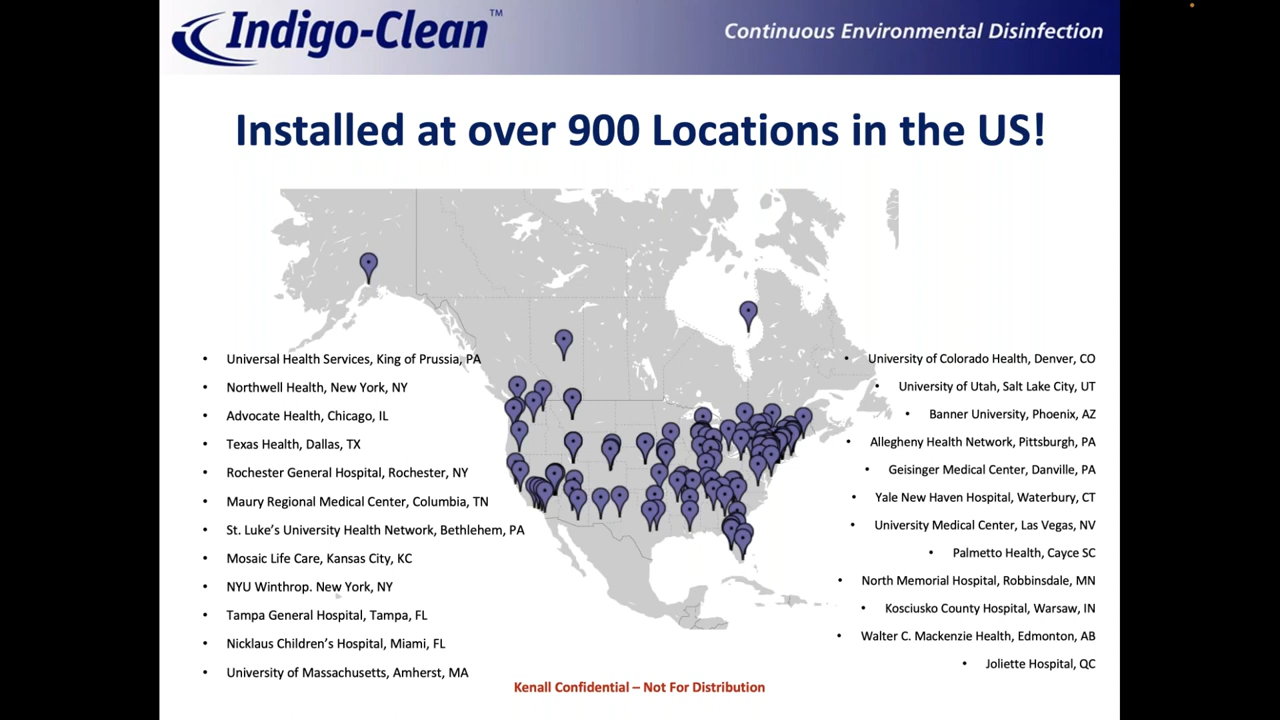 Indigo-Clean™
Continuous Environmental Disinfection
Installed at over 900 Locations in the US!
• Universal Health Services, King of Prussia, PA
• Northwell Health, New York, NY
• Advocate Health, Chicago, IL
• Texas Health, Dallas, TX
• Rochester General Hospital, Rochester, NY
• Maury Regional Medical Center, Columbia, TN
• St. Luke’s University Health Network, Bethlehem, PA
• Mosaic Life Care, Kansas City, KC
• NYU Winthrop. New York, NY
• Tampa General Hospital, Tampa, FL
• Nicklaus Children’s Hospital, Miami, FL
• University of Massachusetts, Amherst, MA
• University of Colorado Health, Denver, CO
• University of Utah, Salt Lake City, UT
• Banner University, Phoenix, AZ
• Allegheny Health Network, Pittsburgh, PA
• Geisinger Medical Center, Danville, PA
• Yale New Haven Hospital, Waterbury, CT
• University Medical Center, Las Vegas, NV
• Palmetto Health, Cayce SC
• North Memorial Hospital, Robbinsdale, MN
• Kosciusko County Hospital, Warsaw, IN
• Walter C. Mackenzie Health, Edmonton, AB
• Joliette Hospital, QC
Kenall Confidential – Not For Distribution